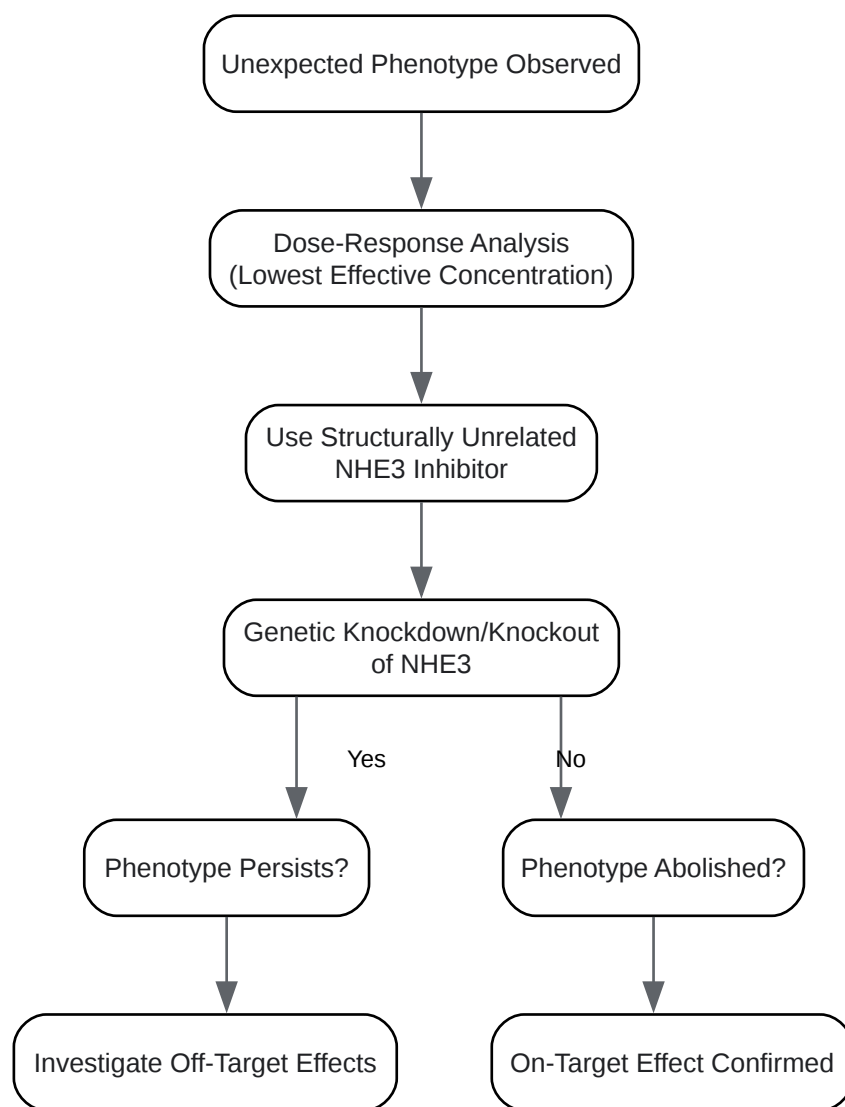 Unexpected Phenotype Observed
Dose-Response Analysis
(Lowest Effective Concentration)
Use Structurally Unrelated
NHE3 Inhibitor
Genetic Knockdown/Knockout
of NHE3
Yes
No
Phenotype Persists?
Phenotype Abolished?
Investigate Off-Target Effects
On-Target Effect Confirmed